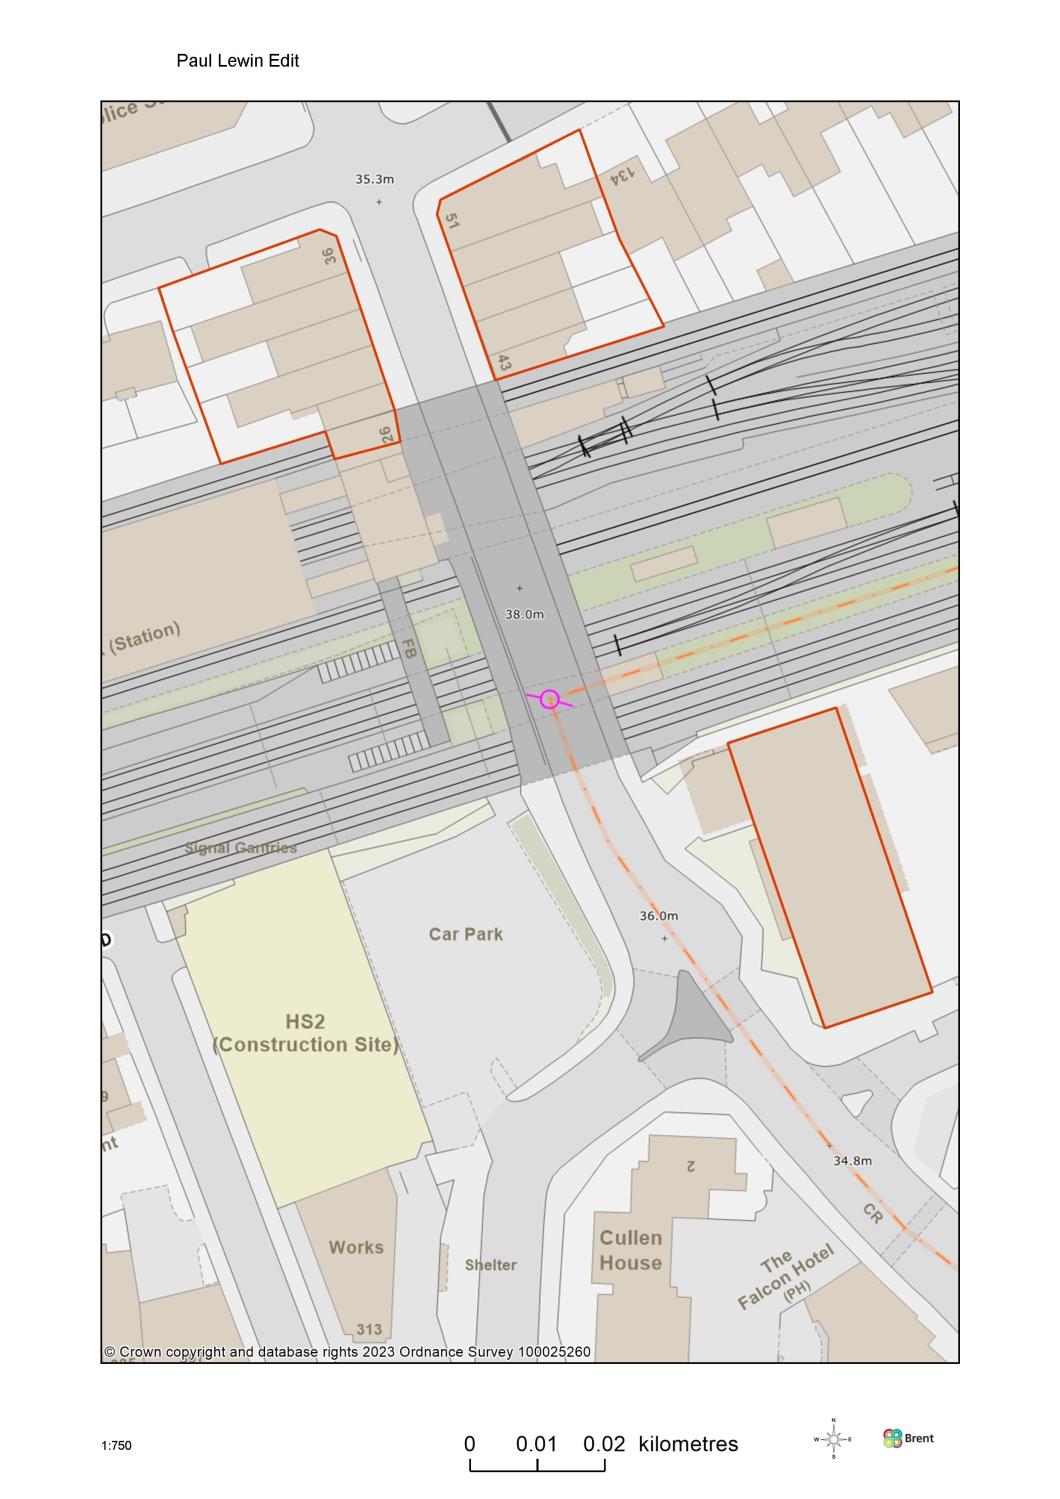 Paul Lewin Edit
35.3m
134
51
36
43
26
38.0m
(Station)
FB
Signal Gantries
36.0m
D
Car Park
HS2
(Construction Site)
9
nt
2
34.8m
CR
Cullen
House
The
Falcon Hotel
(PH)
Works
Shelter
313
© Crown copyright and database rights 2023 Ordnance Survey 100025260
1:750
0 0.01 0.02 kilometres
N
W E
S
Brent